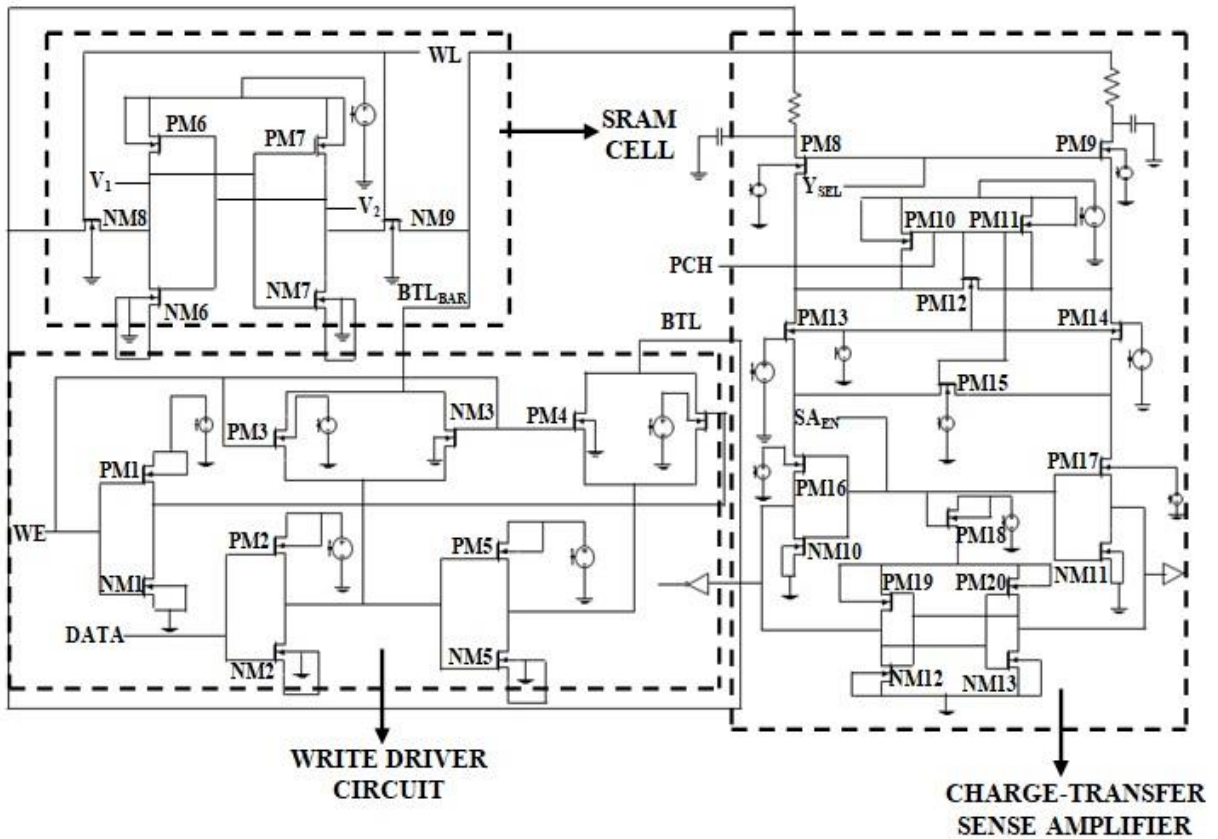 WL
PM6
PM7
V1
V2
NM8
NM9
NM6
NM7
BTLBAR
SRAM
CELL
PM8
PM9
YSEL
PM10
PM11
PCH
PM12
PM13
PM14
PM15
SAEN
PM16
PM17
PM18
NM10
NM11
PM19
PM20
NM12
NM13
BTL
PM3
NM3
PM4
PM1
WE
NM1
PM2
PM5
DATA
NM2
NM5
WRITE DRIVER
CIRCUIT
CHARGE-TRANSFER
SENSE AMPLIFIER